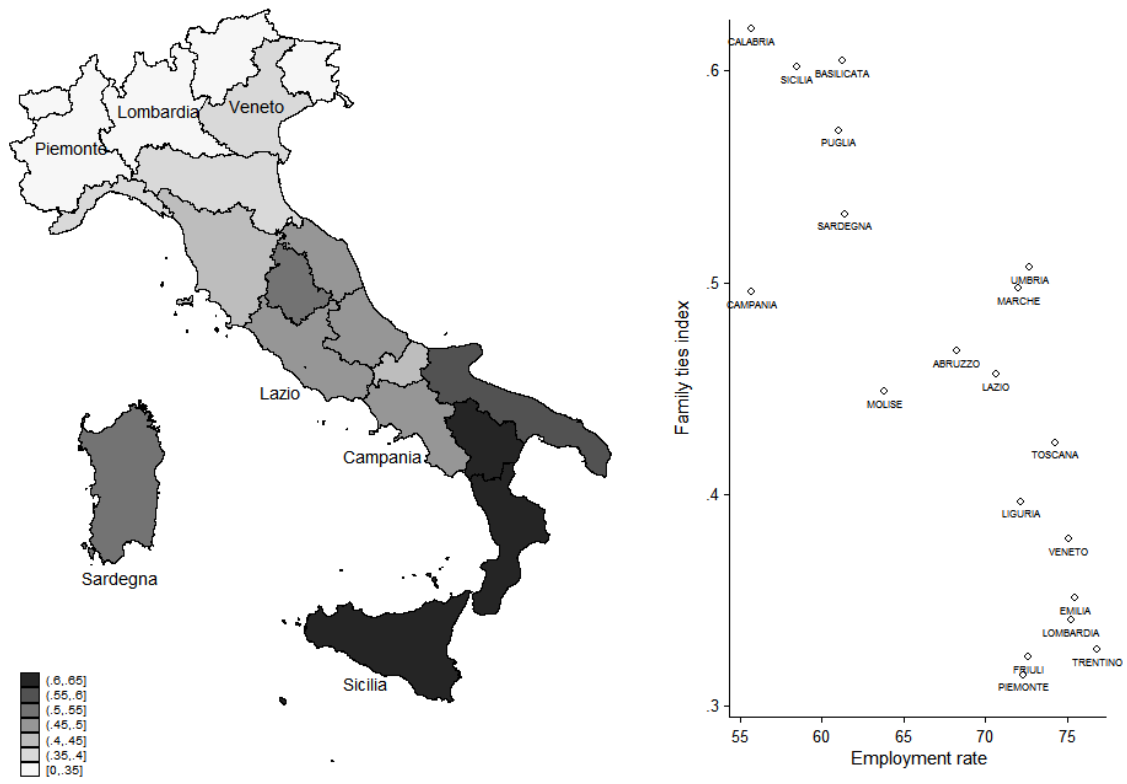 Lombardia
Veneto
Piemonte
Lazio
Campania
Sardegna
Sicilia
(.6,.65]
(.55,.6]
(.5,.55]
(.45,.5]
(.4,.45]
(.35,.4]
[0,.35]
Family ties index
.6
.5
.4
.3
CALABRIA
SICILIA
BASILICATA
PUGLIA
SARDEGNA
UMBRIA
CAMPANIA
MARCHE
ABRUZZO
LAZIO
MOLISE
TOSCANA
LIGURIA
VENETO
EMILIA
LOMBARDIA
TRENTINO
FRIULI
PIEMONTE
55 60 65 70 75
Employment rate